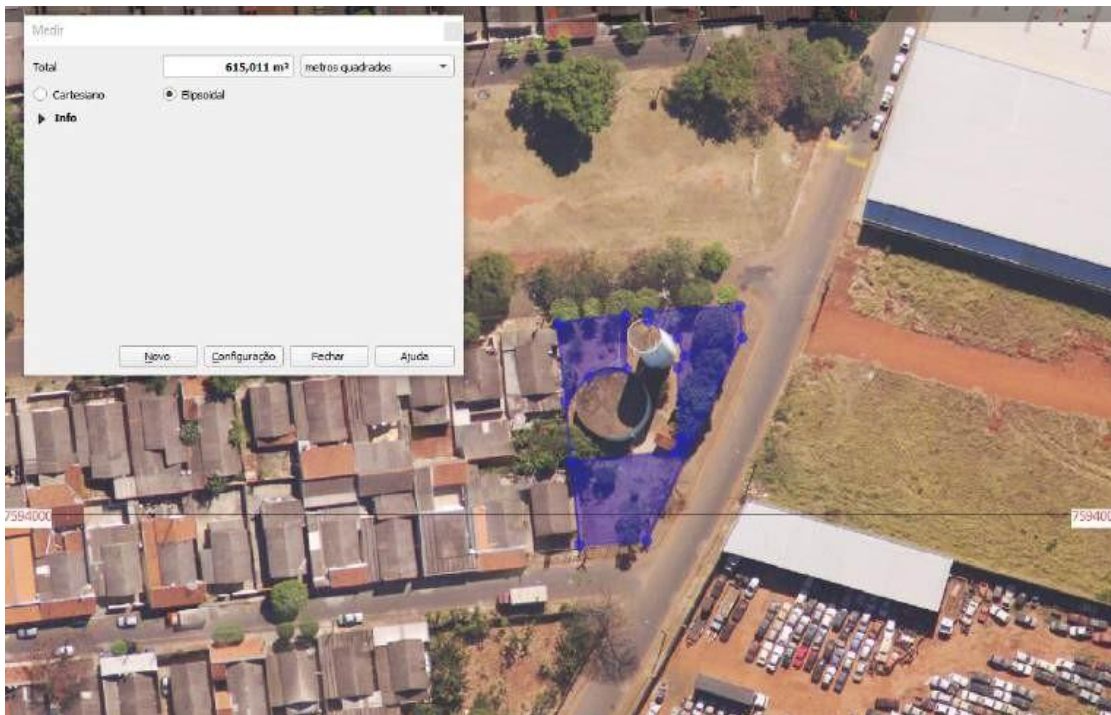 Medir
Total 615,011 m² metros quadrados
Cartesiano Elipsoidal
Info
Novo Configuração Fechar Ajuda
7594000 759400